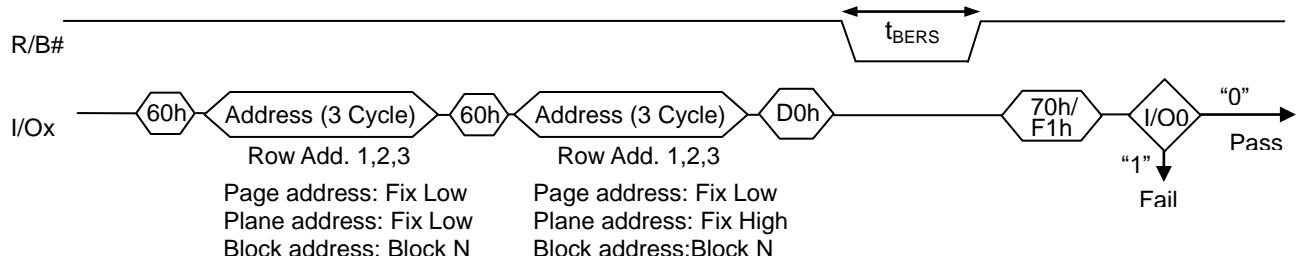 R/B#
tBERS
I/Ox
60h Address (3 Cycle) 60h Address (3 Cycle) D0h 70h/ F1h I/O0 “0”
Pass
“1”
Fail
Row Add. 1,2,3 Row Add. 1,2,3
Page address: Fix Low Page address: Fix Low
Plane address: Fix Low Plane address: Fix High
Block address: Block N Block address:Block N